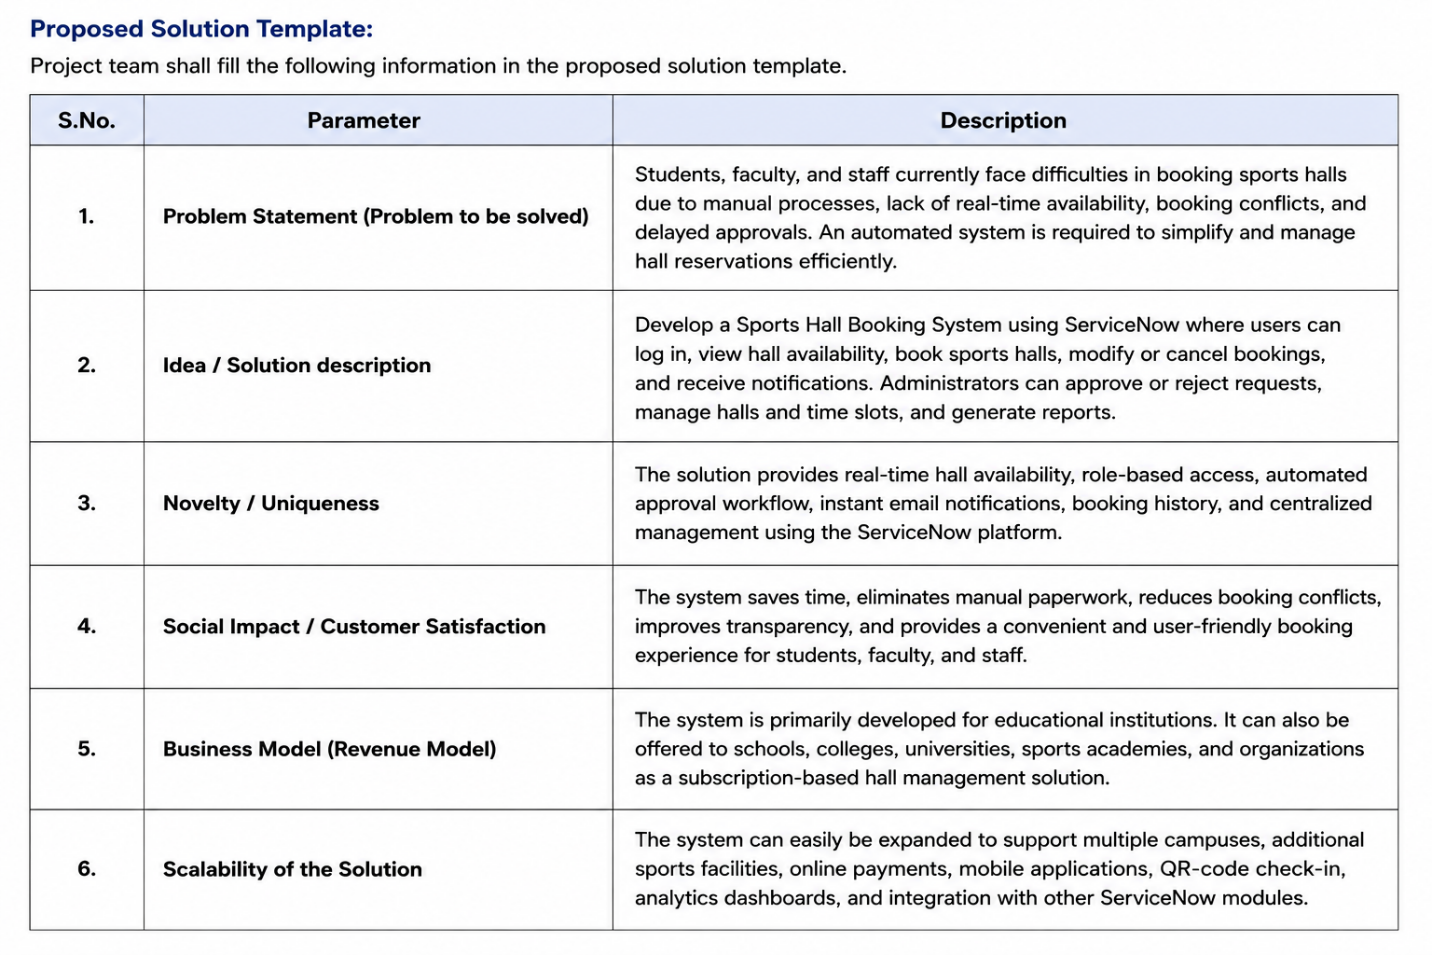 Proposed Solution Template:
Project team shall fill the following information in the proposed solution template.
S.No.
Parameter
Description
1.
Problem Statement (Problem to be solved)
Students, faculty, and staff currently face difficulties in booking sports halls
due to manual processes, lack of real-time availability, booking conflicts, and
delayed approvals. An automated system is required to simplify and manage
hall reservations efficiently.
2.
Idea / Solution description
Develop a Sports Hall Booking System using ServiceNow where users can
log in, view hall availability, book sports halls, modify or cancel bookings,
and receive notifications. Administrators can approve or reject requests,
manage halls and time slots, and generate reports.
3.
Novelty / Uniqueness
The solution provides real-time hall availability, role-based access, automated
approval workflow, instant email notifications, booking history, and centralized
management using the ServiceNow platform.
4.
Social Impact / Customer Satisfaction
The system saves time, eliminates manual paperwork, reduces booking conflicts,
improves transparency, and provides a convenient and user-friendly booking
experience for students, faculty, and staff.
5.
Business Model (Revenue Model)
The system is primarily developed for educational institutions. It can also be
offered to schools, colleges, universities, sports academies, and organizations
as a subscription-based hall management solution.
6.
Scalability of the Solution
The system can easily be expanded to support multiple campuses, additional
sports facilities, online payments, mobile applications, QR-code check-in,
analytics dashboards, and integration with other ServiceNow modules.